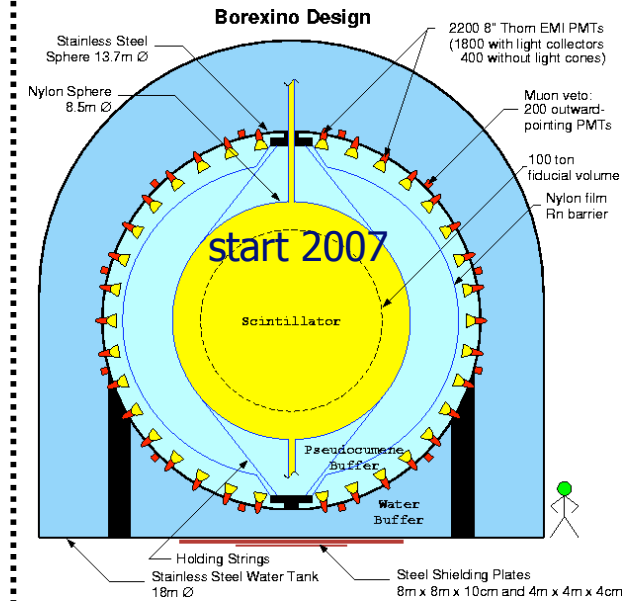 Borexino Design
Stainless Steel
Sphere 13.7m Ø
2200 8" Thorn EMI PMTs
(1800 with light collectors
400 without light cones)
Nylon Sphere
8.5m Ø
Muon veto:
200 outward-
pointing PMTs
100 ton
fiducial volume
Nylon film
Rn barrier
start 2007
Scintillator
Pseudocumene
Buffer
Water
Buffer
Holding Strings
Stainless Steel Water Tank
18m Ø
Steel Shielding Plates
8m x 8m x 10cm and 4m x 4m x 4cm